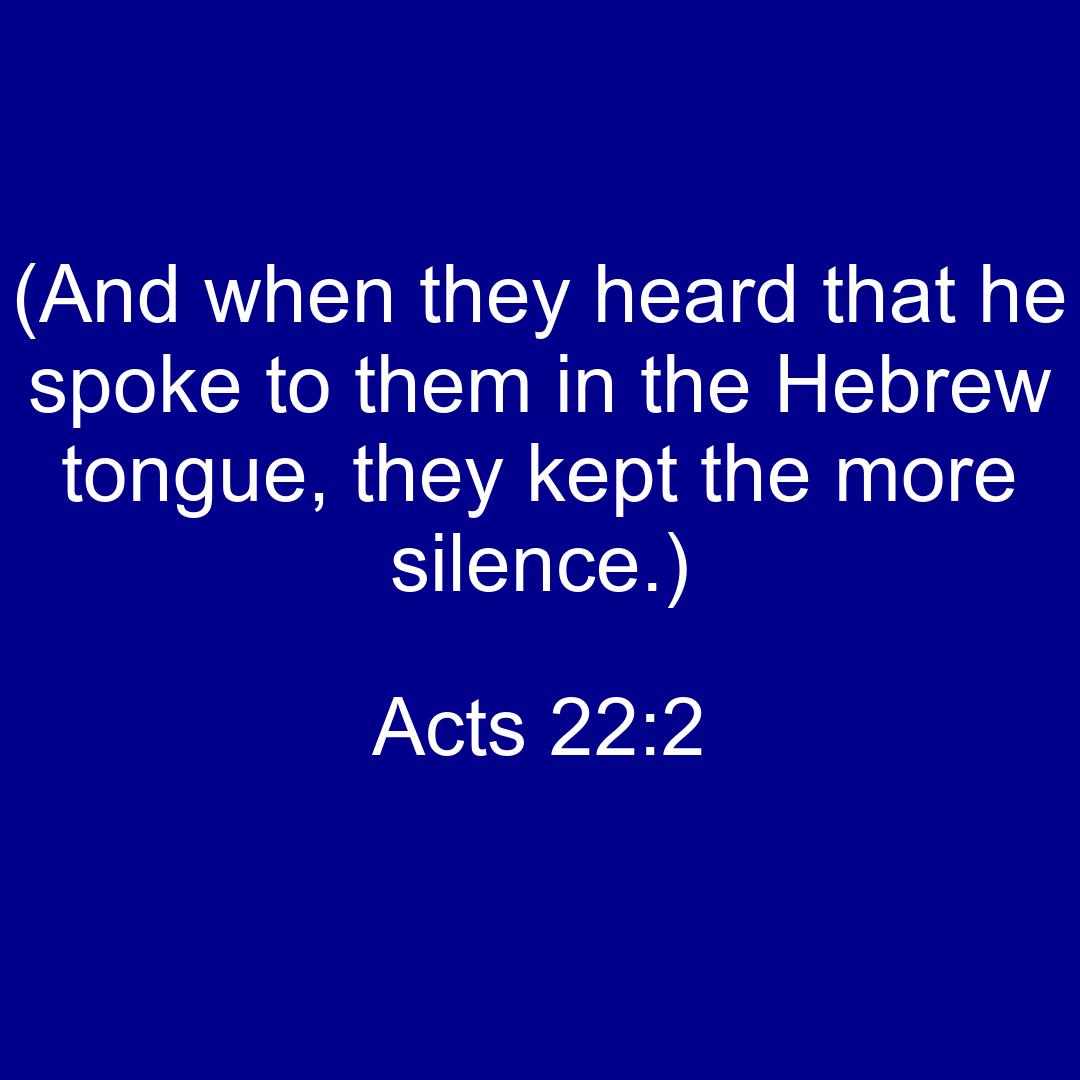 (And when they heard that he
spoke to them in the Hebrew
tongue, they kept the more
silence.)
Acts 22:2